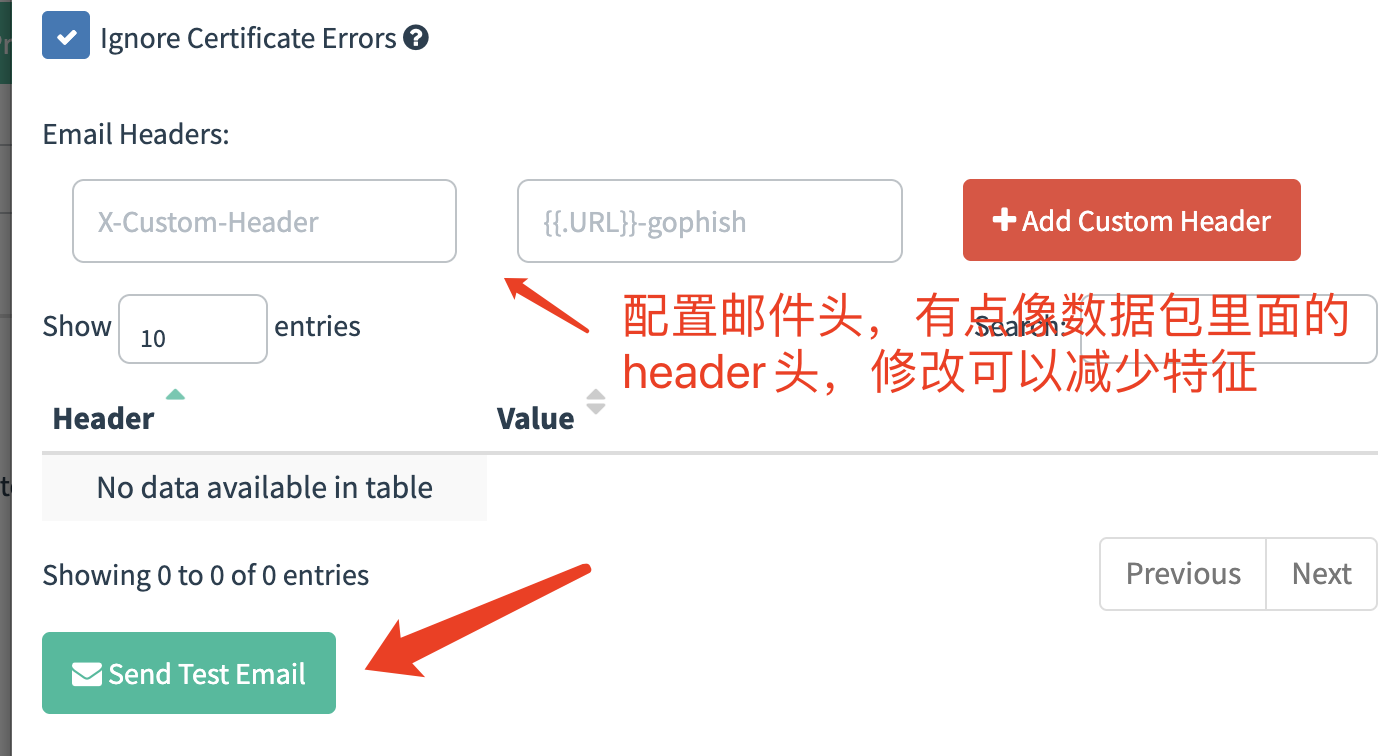 Ignore Certificate Errors
Email Headers:
X-Custom-Header
{{.URL}}-gophish
Add Custom Header
Show 10 entries
Search:
配置邮件头，有点像数据包里面的
header头，修改可以减少特征
Header
Value
No data available in table
Showing 0 to 0 of 0 entries
Previous
Next
Send Test Email